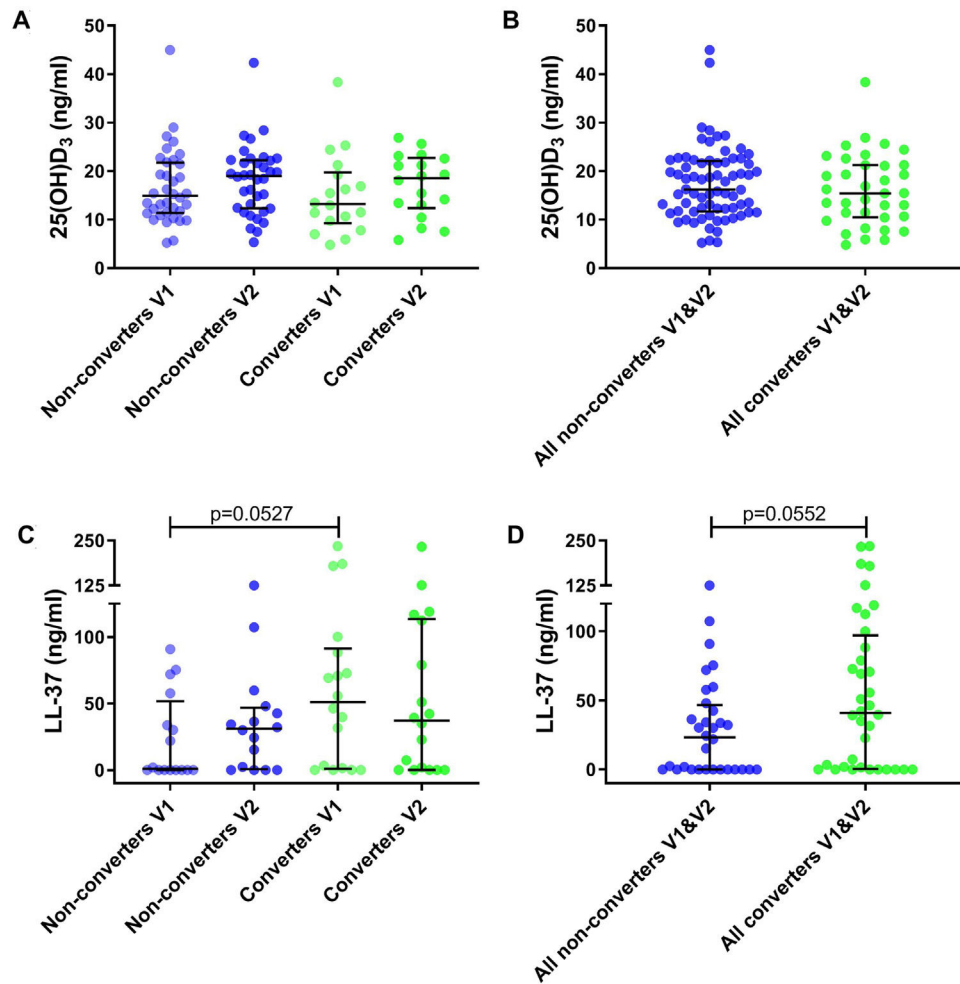 A
25(OH)D3 (ng/ml)
50
40
30
20
10
0
Non-converters V1
Non-converters V2
Converters V1
Converters V2
B
25(OH)D3 (ng/ml)
50
40
30
20
10
0
All non-converters V1&V2
All converters V1&V2
C
p=0.0527
LL-37 (ng/ml)
250
125
100
50
0
Non-converters V1
Non-converters V2
Converters V1
Converters V2
D
p=0.0552
LL-37 (ng/ml)
250
125
100
50
0
All non-converters V1&V2
All converters V1&V2